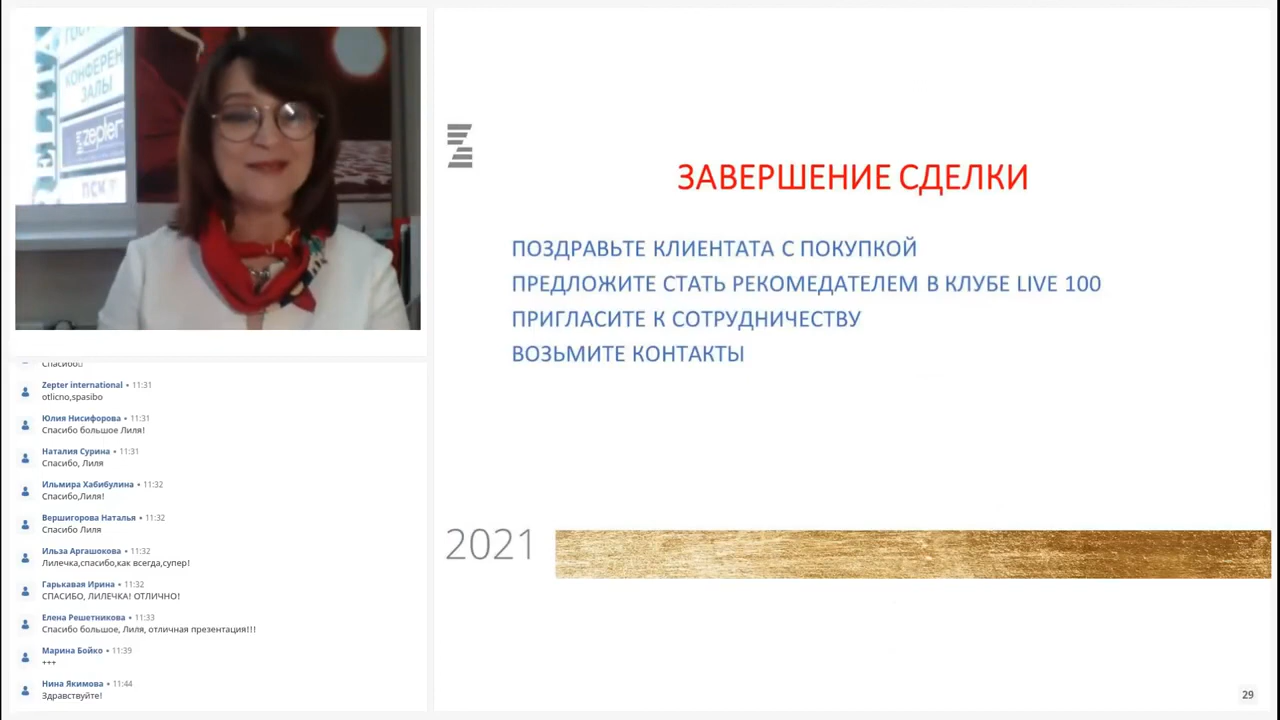 КОНФЕРЕН
ЗАЛЫ
zepter
ЗАВЕРШЕНИЕ СДЕЛКИ
ПОЗДРАВЬТЕ КЛИЕНТАТА С ПОКУПКОЙ
ПРЕДЛОЖИТЕ СТАТЬ РЕКОМЕДАТЕЛЕМ В КЛУБЕ LIVE 100
ПРИГЛАСИТЕ К СОТРУДНИЧЕСТВУ
ВОЗЬМИТЕ КОНТАКТЫ
2021
29
Zepter international • 11:31
otlicno,spasibo
Юлия Нисифорова • 11:31
Спасибо большое Лиля!
Наталия Сурина • 11:31
Спасибо, Лиля
Ильмира Хабибулина • 11:32
Спасибо,Лиля!
Вершигорова Наталья • 11:32
Спасибо Лиля
Ильза Аргашокова • 11:32
Лилечка,спасибо,как всегда,супер!
Гарькавая Ирина • 11:32
СПАСИБО, ЛИЛЕЧКА! ОТЛИЧНО!
Елена Решетникова • 11:33
Спасибо большое, Лиля, отличная презентация!!!
Марина Бойко • 11:39
+++
Нина Якимова • 11:44
Здравствуйте!